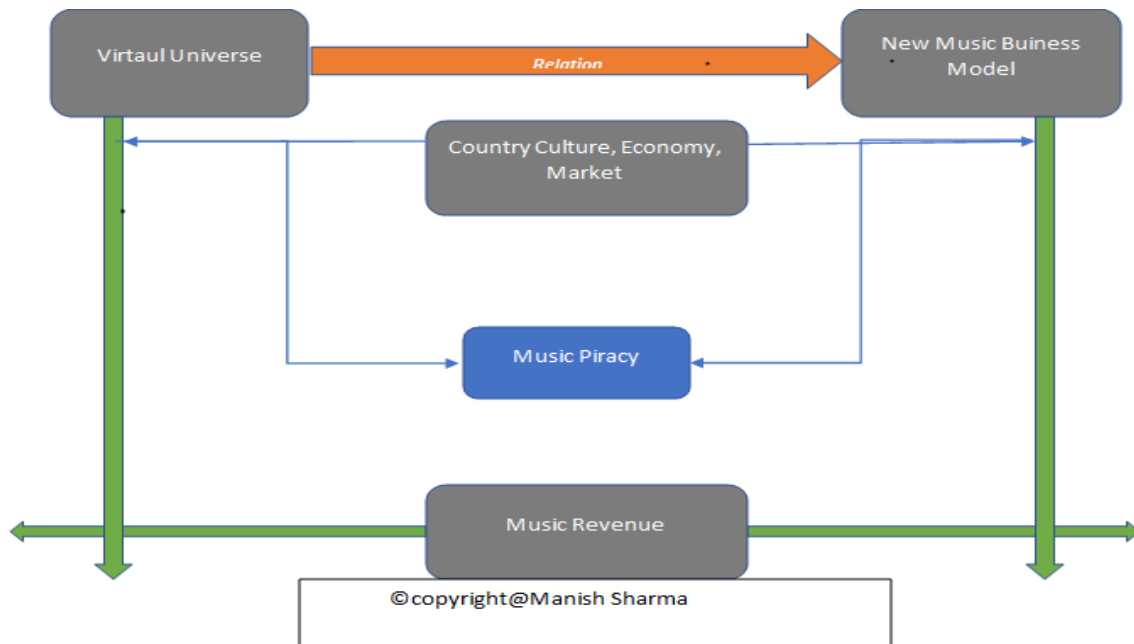 Virtaul Universe
Relation
New Music Buiness
Model
Country Culture, Economy,
Market
Music Piracy
Music Revenue
©copyright@Manish Sharma